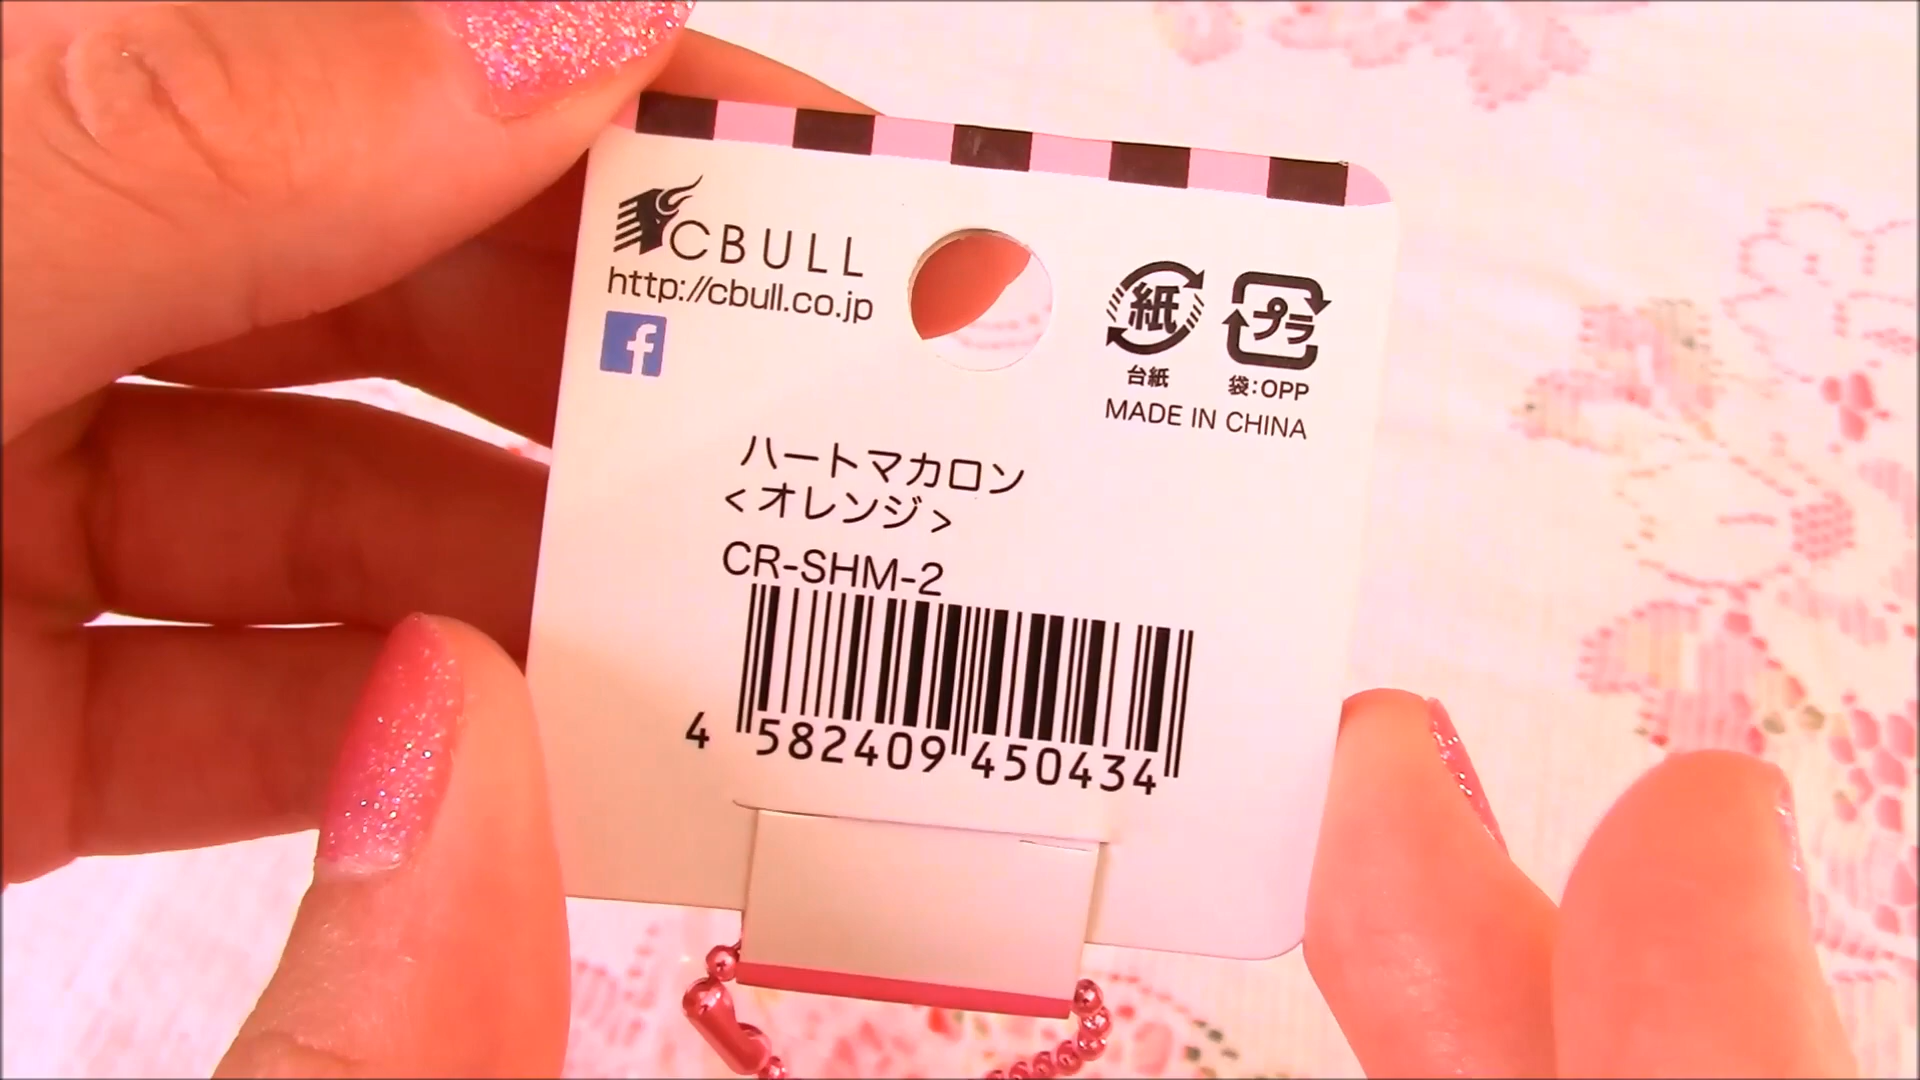 CBULL
http://cbull.co.jp
f
紙
プラ
台紙
袋:OPP
MADE IN CHINA
ハートマカロン
<オレンジ>
CR-SHM-2
4 582409 450434